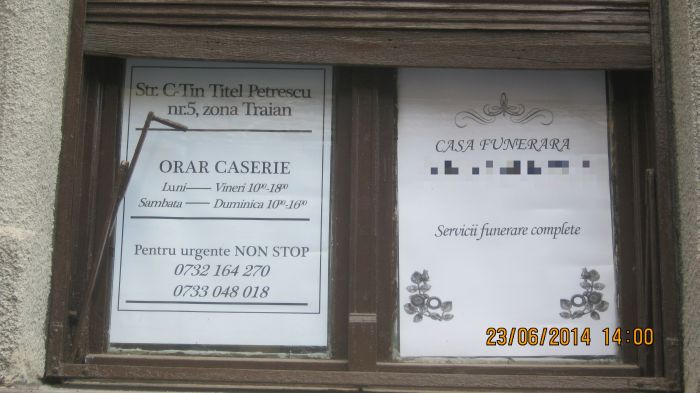 Str. C-Tin Titel Petrescu
nr.5, zona Traian
ORAR CASERIE
Luni — Vineri 10⁰⁰-18⁰⁰
Sambata — Duminica 10⁰⁰-16⁰⁰
Pentru urgente NON STOP
0732 164 270
0733 048 018
CASA FUNERARA
Servicii funerare complete
23/06/2014 14:00